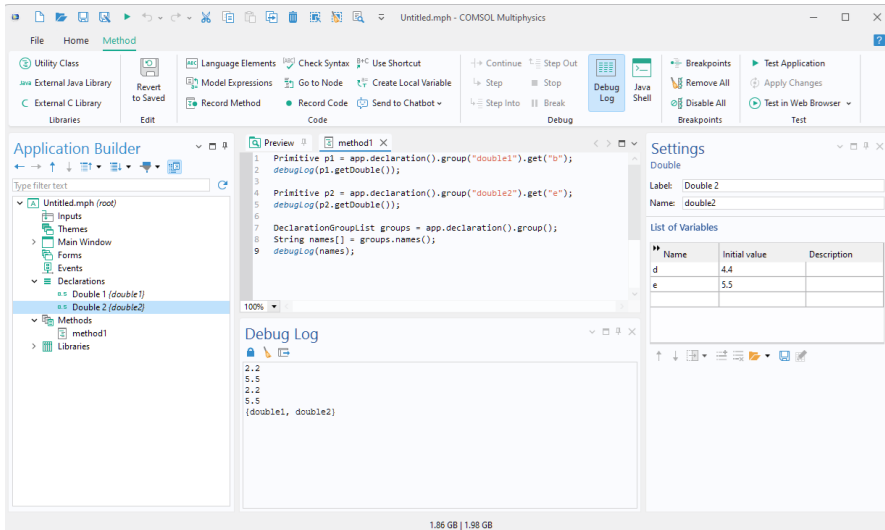 Untitled.mph - COMSOL Multiphysics
File Home Method
?
Utility Class
External Java Library
External C Library
Libraries
Revert
to Saved
Edit
Language Elements Check Syntax Use Shortcut
Model Expressions Go to Node Create Local Variable
Record Method Record Code Send to Chatbot
Code
Continue Step Out
Step Stop
Step Into Break
Debug
Log
Java
Shell
Debug
Breakpoints
Remove All
Disable All
Breakpoints
Test Application
Apply Changes
Test in Web Browser
Test
Application Builder
Type filter text
Untitled.mph (root)
Inputs
Themes
Main Window
Forms
Events
Declarations
Double 1 (double1)
Double 2 (double2)
Methods
method1
Libraries
Preview method1
1 Primitive p1 = app.declaration().group("double1").get("b");
2 debugLog(p1.getDouble());
3
4 Primitive p2 = app.declaration().group("double2").get("e");
5 debugLog(p2.getDouble());
6
7 DeclarationGroupList groups = app.declaration().group();
8 String names[] = groups.names();
9 debugLog(names);
100%
Debug Log
2.2
5.5
2.2
5.5
{double1, double2}
Settings
Double
Label: Double 2
Name: double2
List of Variables
Name Initial value Description
d 4.4
e 5.5
1.86 GB | 1.98 GB